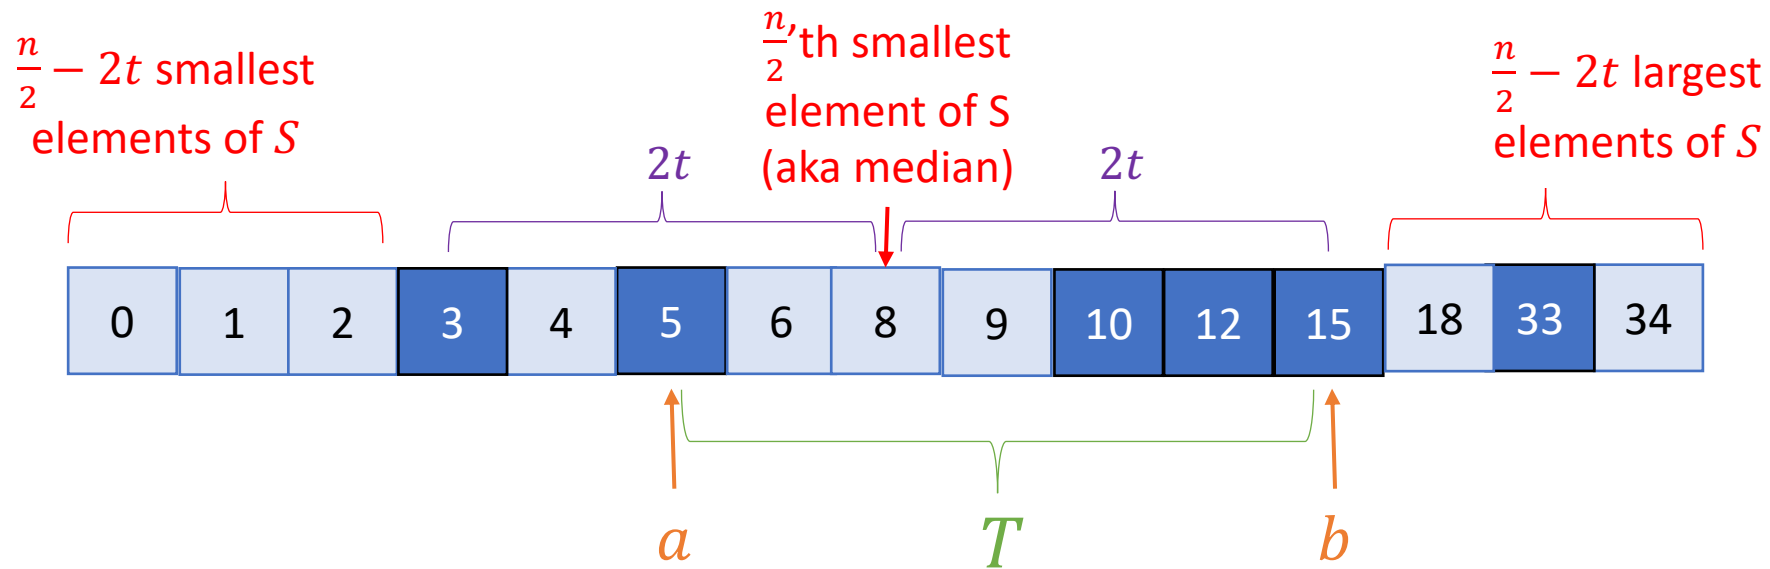 n/2 − 2t smallest
elements of S
n/2'th smallest
element of S
(aka median)
n/2 − 2t largest
elements of S
2t
2t
0 1 2 3 4 5 6 8 9 10 12 15 18 33 34
a T b